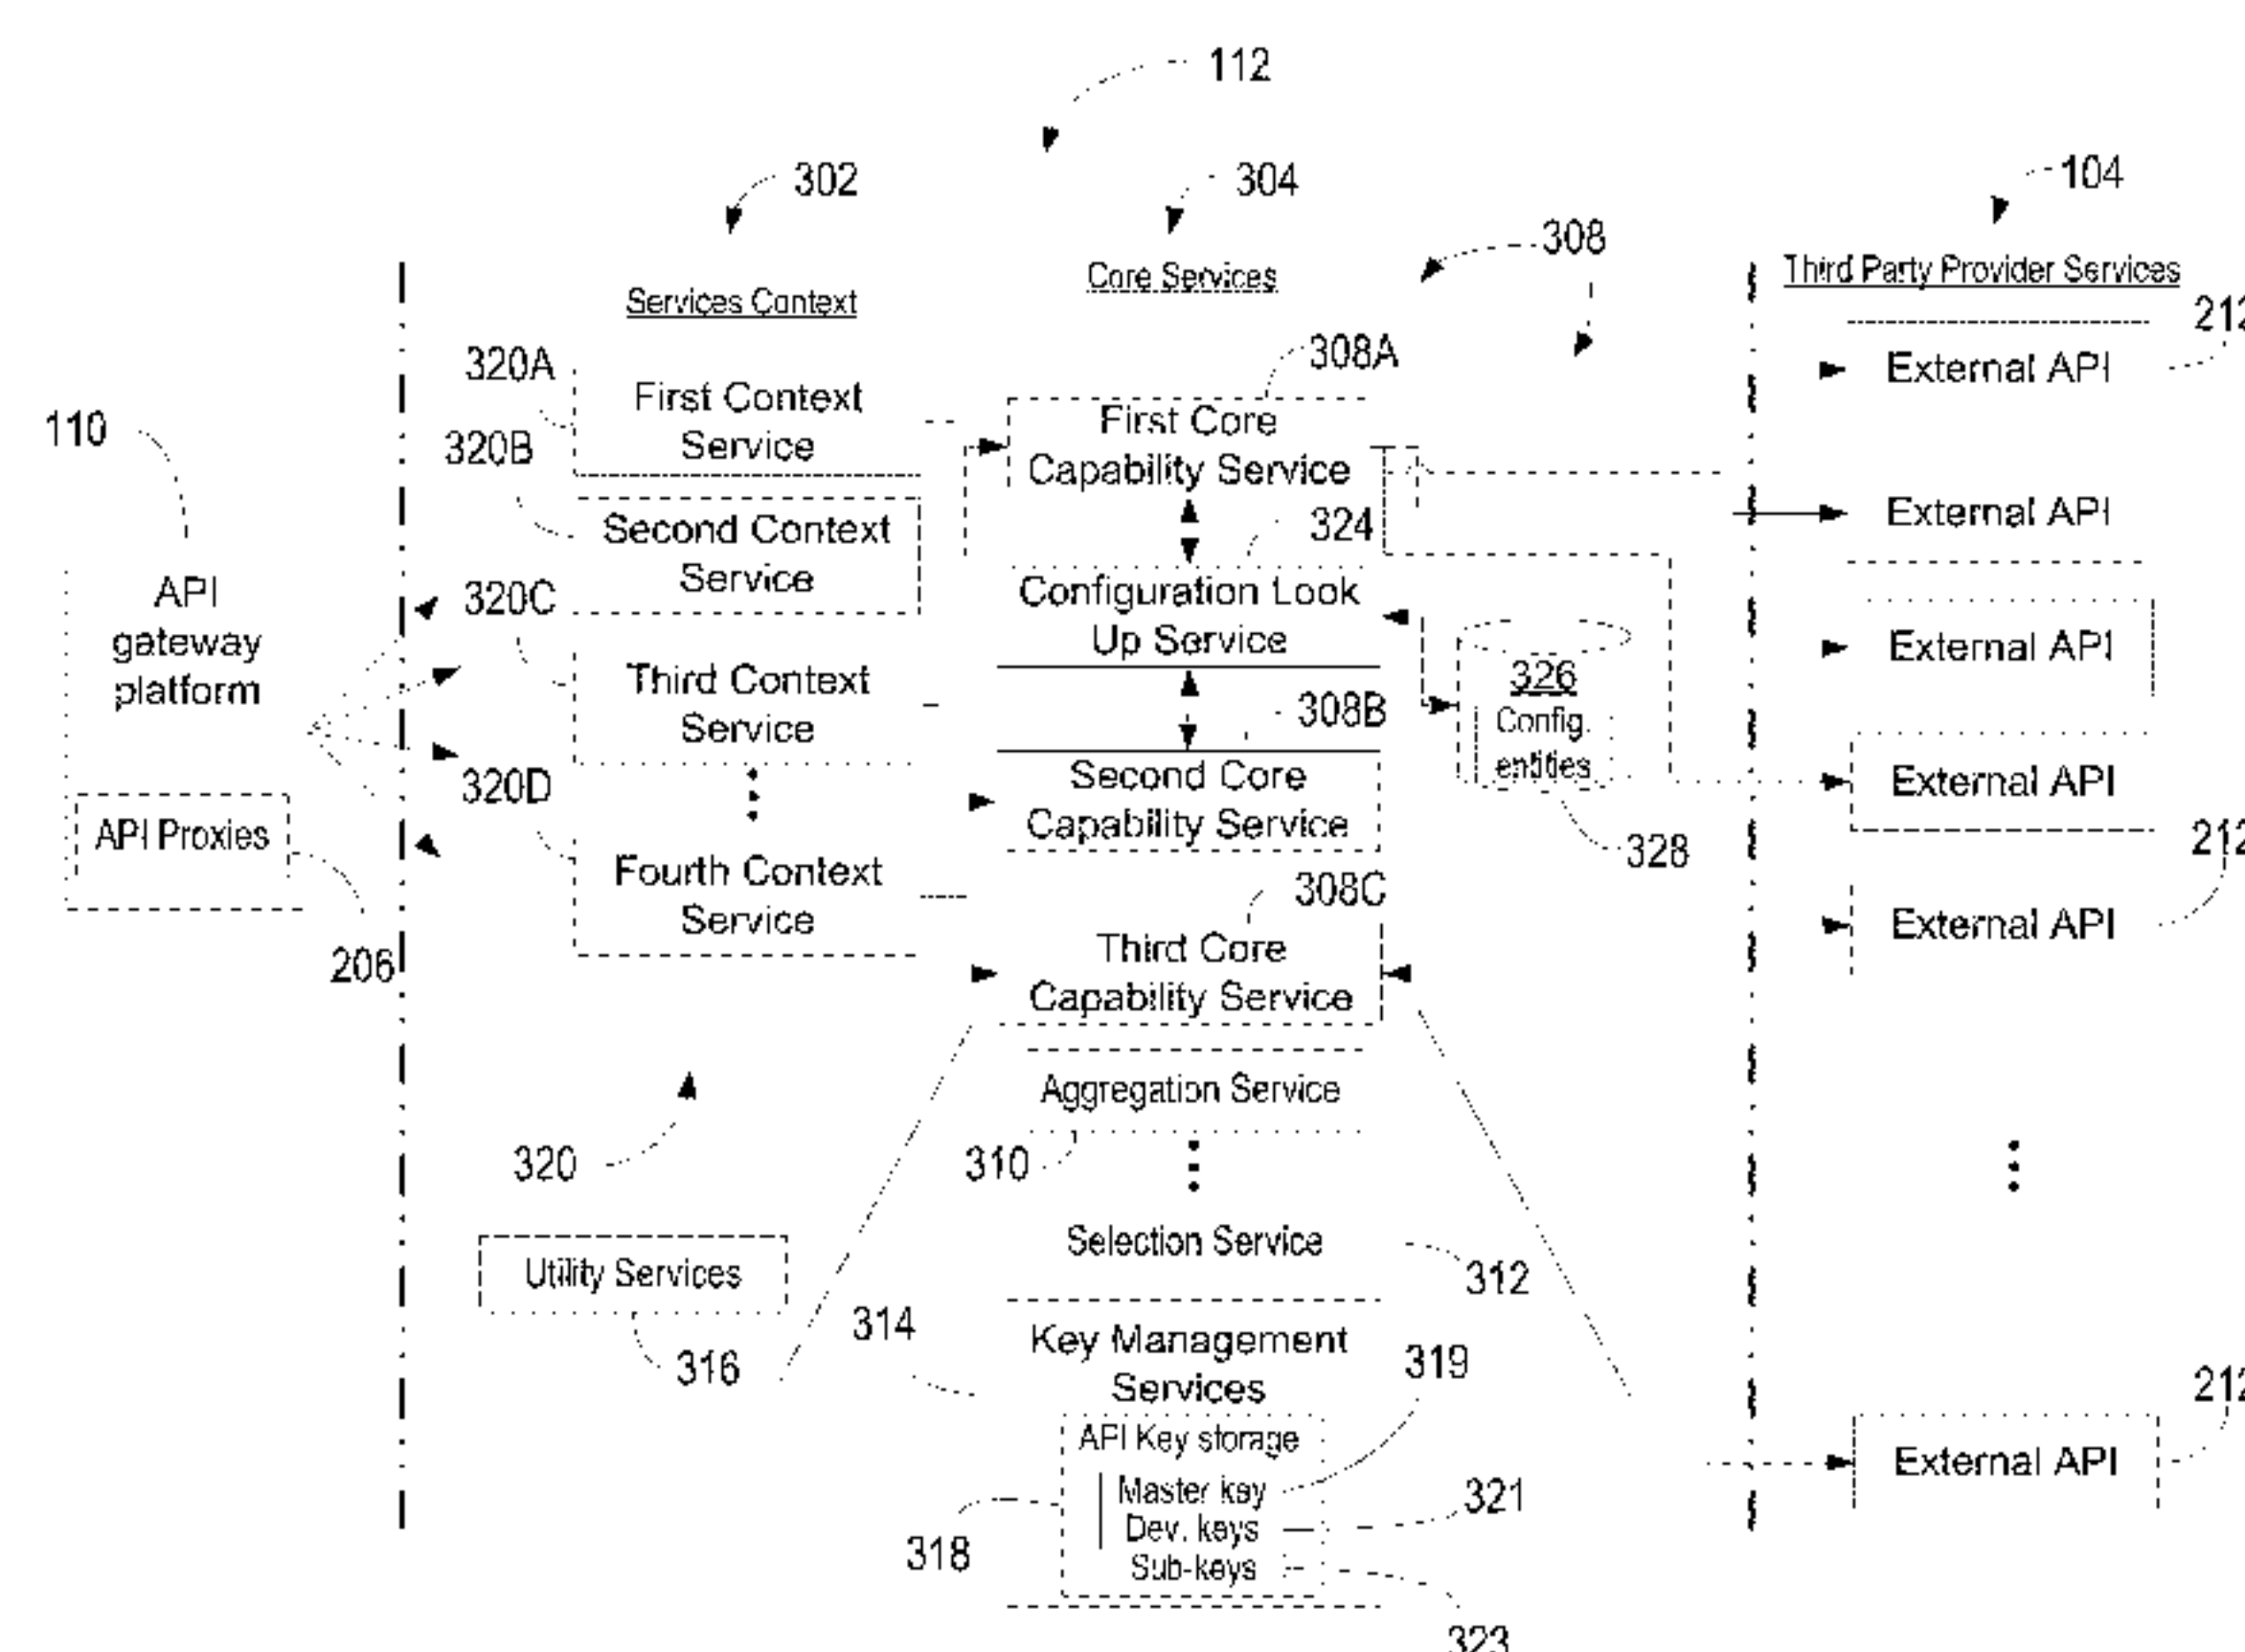 112
302
304
104
308
Services Context
Core Services
Third Party Provider Services
212
320A
First Context
Service
308A
First Core
Capability Service
External API
110
320B
Second Context
Service
324
External API
API
gateway
platform
320C
Configuration Look
Up Service
External API
Third Context
Service
308B
326
Config.
entities
320D
Second Core
Capability Service
External API
API Proxies
328
212
Fourth Context
Service
308C
External API
206
Third Core
Capability Service
Aggregation Service
320
310
Selection Service
Utility Services
312
314
316
Key Management
Services
319
212
API Key storage
External API
Master key
321
Dev. keys
318
Sub-keys
323